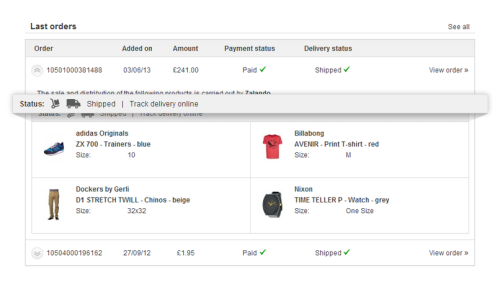 Last orders
See all
Order Added on Amount Payment status Delivery status
10501000381488 03/06/13 £241.00 Paid Shipped View order »
The sale and distribution of the following products is carried out by Zalando
Status: Shipped | Track delivery online
Status: Shipped | Track delivery online
adidas Originals
ZX 700 - Trainers - blue
Size: 10
Billabong
AVENIR - Print T-shirt - red
Size: M
Dockers by Gerli
D1 STRETCH TWILL - Chinos - beige
Size: 32x32
Nixon
TIME TELLER P - Watch - grey
Size: One Size
10504000196162 27/09/12 £1.95 Paid Shipped View order »